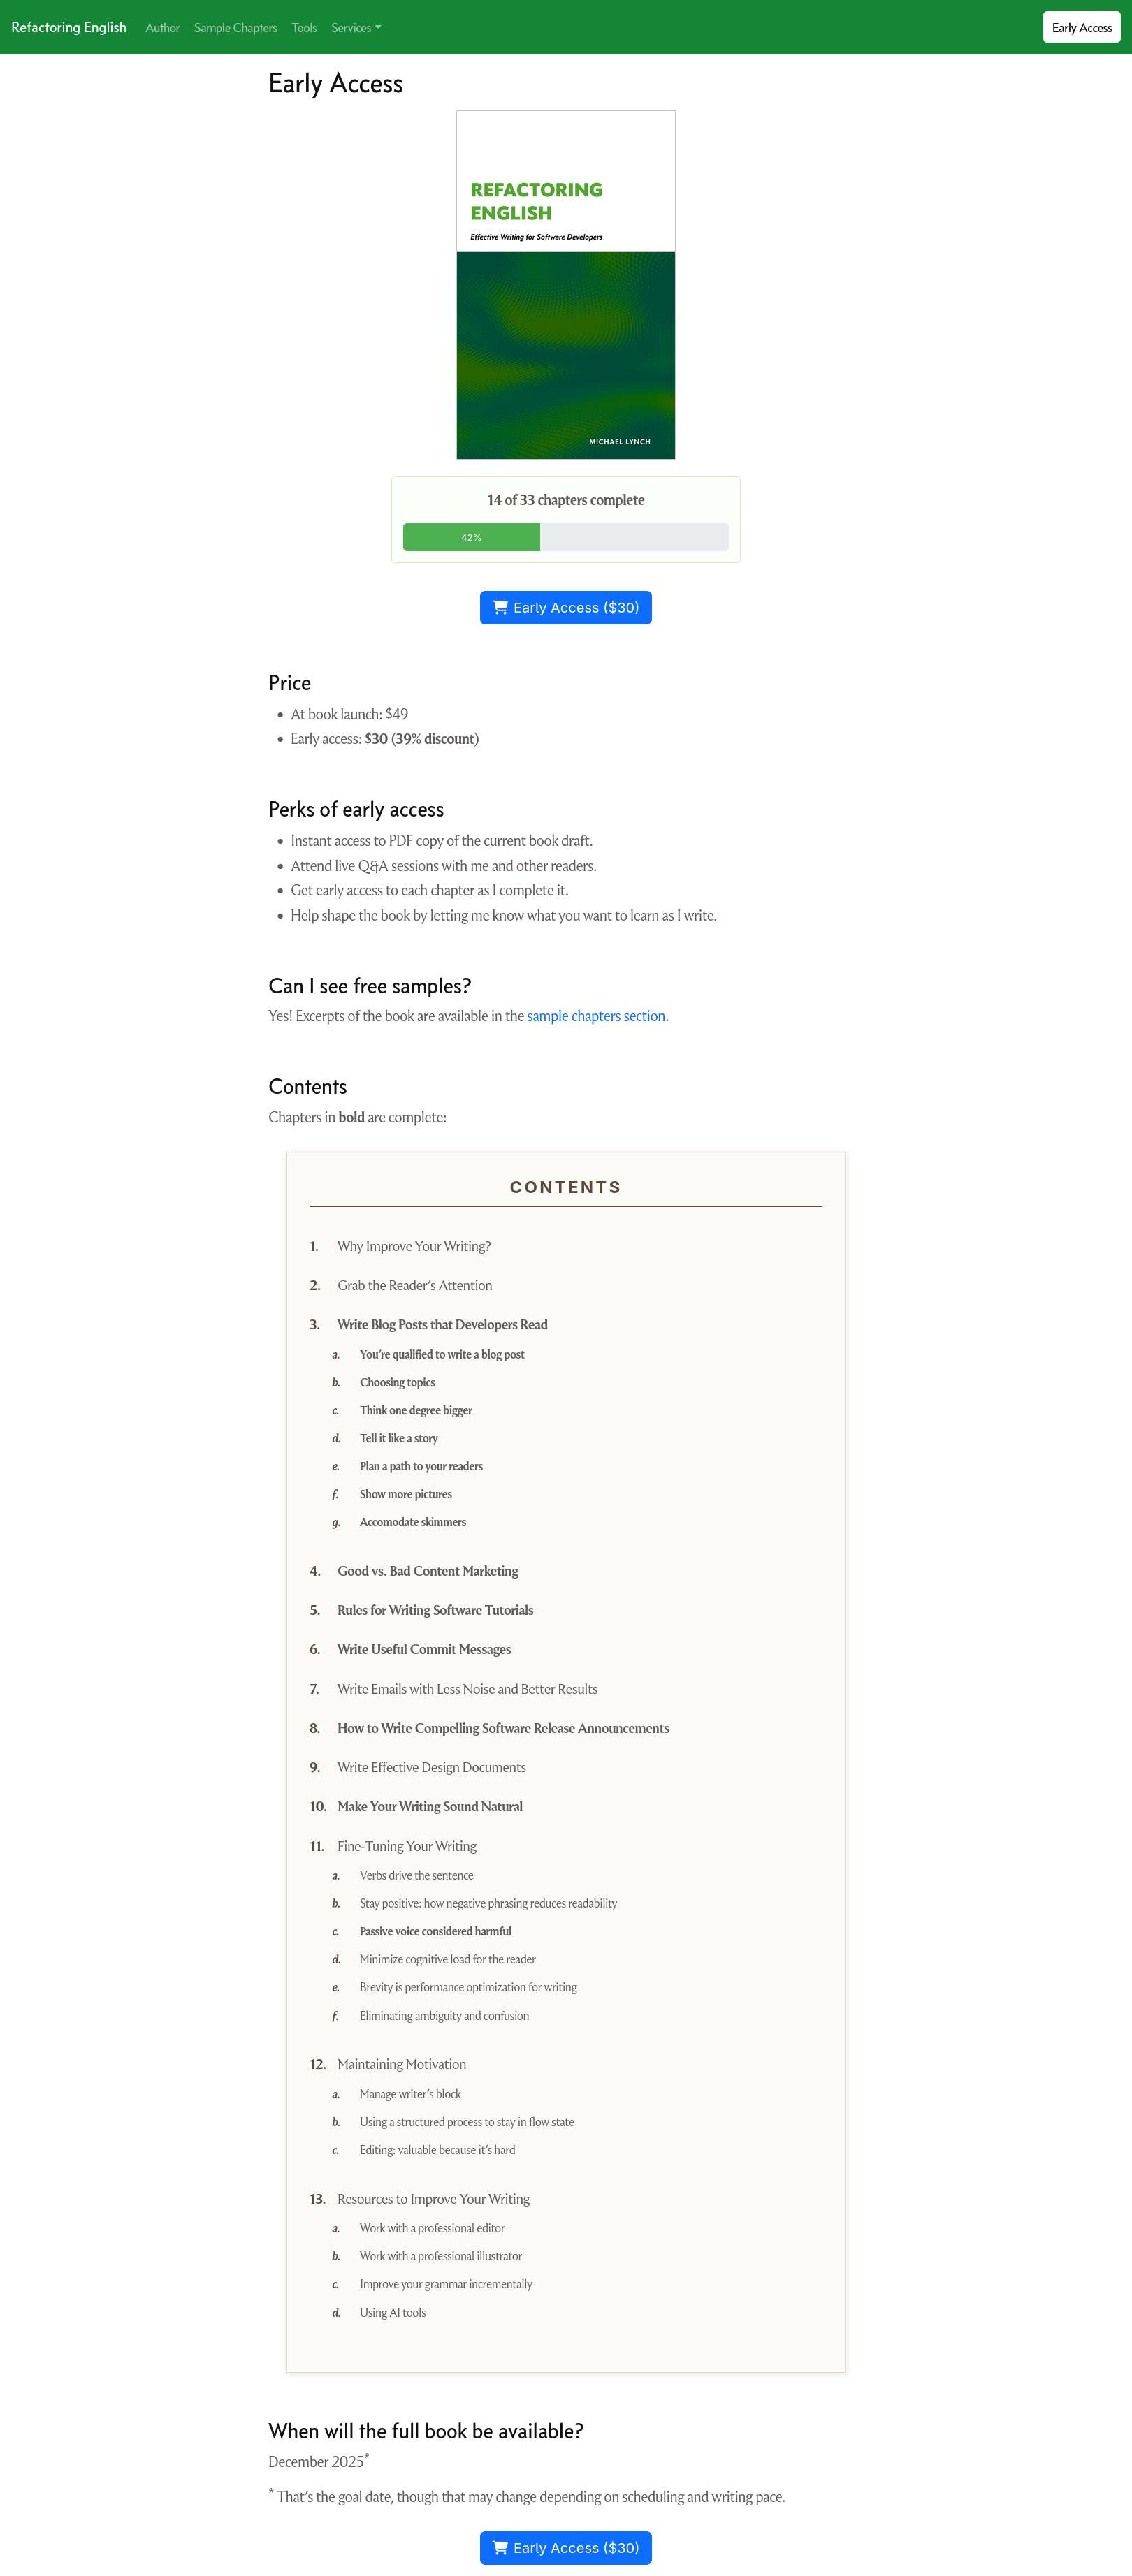 Refactoring English Author Sample Chapters Tools Services Early Access
Early Access
REFACTORING
ENGLISH
Effective Writing for Software Developers
MICHAEL LYNCH
14 of 33 chapters complete
42%
Early Access ($30)
Price
• At book launch: $49
• Early access: $30 (39% discount)
Perks of early access
• Instant access to PDF copy of the current book draft.
• Attend live Q&A sessions with me and other readers.
• Get early access to each chapter as I complete it.
• Help shape the book by letting me know what you want to learn as I write.
Can I see free samples?
Yes! Excerpts of the book are available in the sample chapters section.
Contents
Chapters in bold are complete:
CONTENTS
1. Why Improve Your Writing?
2. Grab the Reader’s Attention
3. Write Blog Posts that Developers Read
a. You’re qualified to write a blog post
b. Choosing topics
c. Think one degree bigger
d. Tell it like a story
e. Plan a path to your readers
f. Show more pictures
g. Accomodate skimmers
4. Good vs. Bad Content Marketing
5. Rules for Writing Software Tutorials
6. Write Useful Commit Messages
7. Write Emails with Less Noise and Better Results
8. How to Write Compelling Software Release Announcements
9. Write Effective Design Documents
10. Make Your Writing Sound Natural
11. Fine-Tuning Your Writing
a. Verbs drive the sentence
b. Stay positive: how negative phrasing reduces readability
c. Passive voice considered harmful
d. Minimize cognitive load for the reader
e. Brevity is performance optimization for writing
f. Eliminating ambiguity and confusion
12. Maintaining Motivation
a. Manage writer’s block
b. Using a structured process to stay in flow state
c. Editing: valuable because it’s hard
13. Resources to Improve Your Writing
a. Work with a professional editor
b. Work with a professional illustrator
c. Improve your grammar incrementally
d. Using AI tools
When will the full book be available?
December 2025*
* That’s the goal date, though that may change depending on scheduling and writing pace.
Early Access ($30)